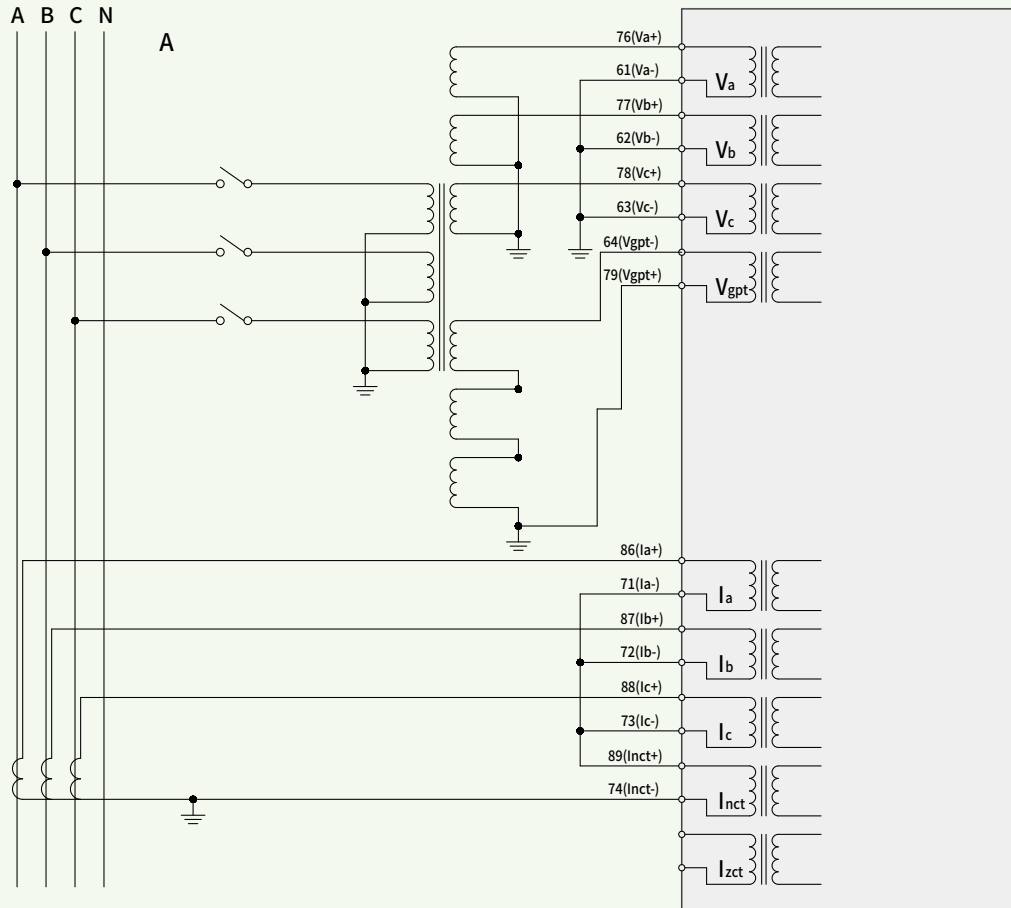 A B C N
A
76(Va+)
61(Va-)
Va
77(Vb+)
62(Vb-)
Vb
78(Vc+)
63(Vc-)
Vc
64(Vgpt-)
79(Vgpt+)
Vgpt
86(Ia+)
71(Ia-)
Ia
87(Ib+)
72(Ib-)
Ib
88(Ic+)
73(Ic-)
Ic
89(Inct+)
74(Inct-)
Inct
Izct